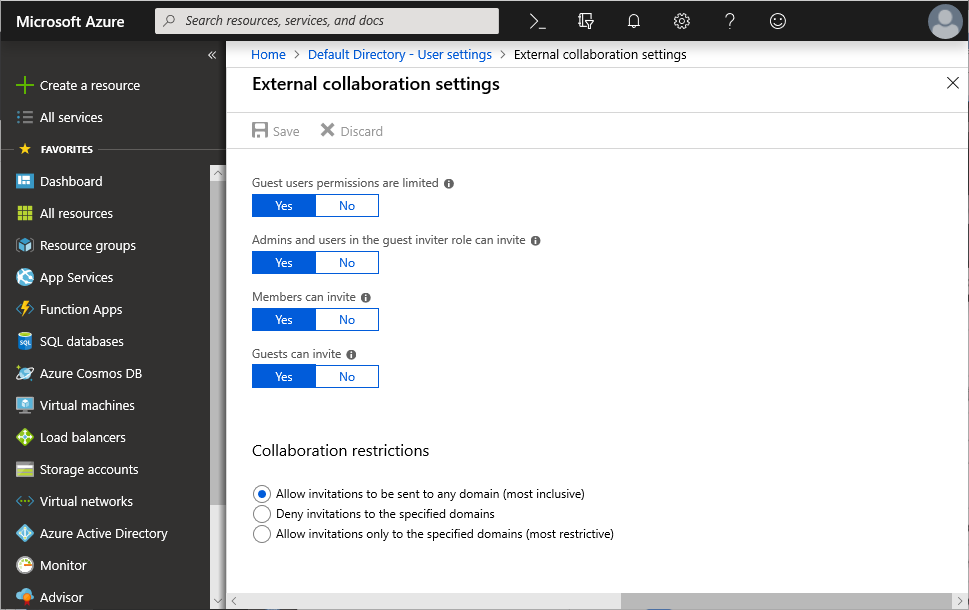 Microsoft Azure
Search resources, services, and docs
Home > Default Directory - User settings > External collaboration settings
External collaboration settings
Save
Discard
Create a resource
All services
FAVORITES
Dashboard
All resources
Resource groups
App Services
Function Apps
SQL
SQL databases
Azure Cosmos DB
Virtual machines
Load balancers
Storage accounts
Virtual networks
Azure Active Directory
Monitor
Advisor
Guest users permissions are limited
Yes No
Admins and users in the guest inviter role can invite
Yes No
Members can invite
Yes No
Guests can invite
Yes No
Collaboration restrictions
Allow invitations to be sent to any domain (most inclusive)
Deny invitations to the specified domains
Allow invitations only to the specified domains (most restrictive)